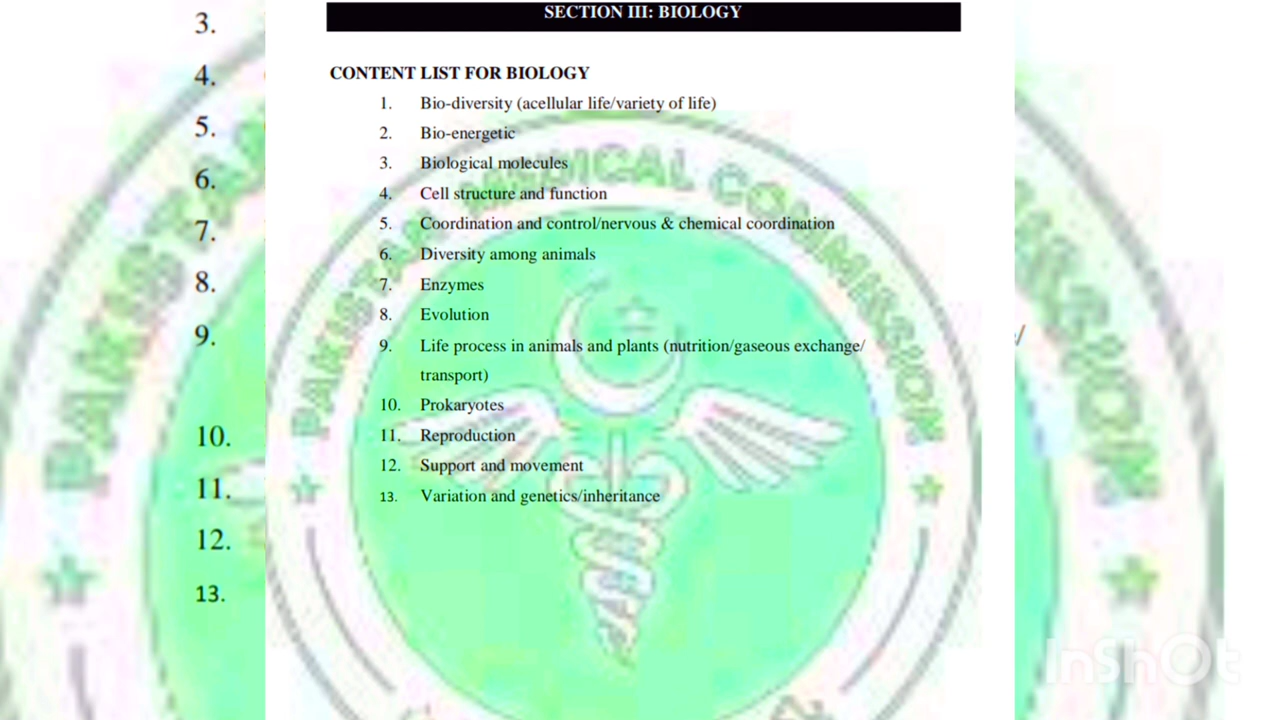 SECTION III: BIOLOGY
CONTENT LIST FOR BIOLOGY
1. Bio-diversity (acellular life/variety of life)
2. Bio-energetic
3. Biological molecules
4. Cell structure and function
5. Coordination and control/nervous & chemical coordination
6. Diversity among animals
7. Enzymes
8. Evolution
9. Life process in animals and plants (nutrition/gaseous exchange/
transport)
10. Prokaryotes
11. Reproduction
12. Support and movement
13. Variation and genetics/inheritance
3.
4.
5.
6.
7.
8.
9.
10.
11.
12.
13.
/
PAKISTAN MEDICAL COMMISSION
InShOt